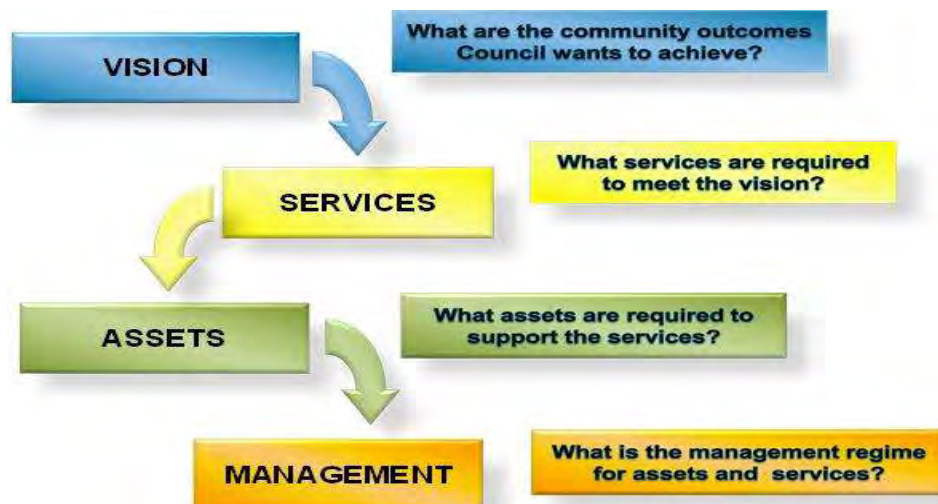 VISION
What are the community outcomes
Council wants to achieve?
SERVICES
What services are required
to meet the vision?
ASSETS
What assets are required to
support the services?
MANAGEMENT
What is the management regime
for assets and services?